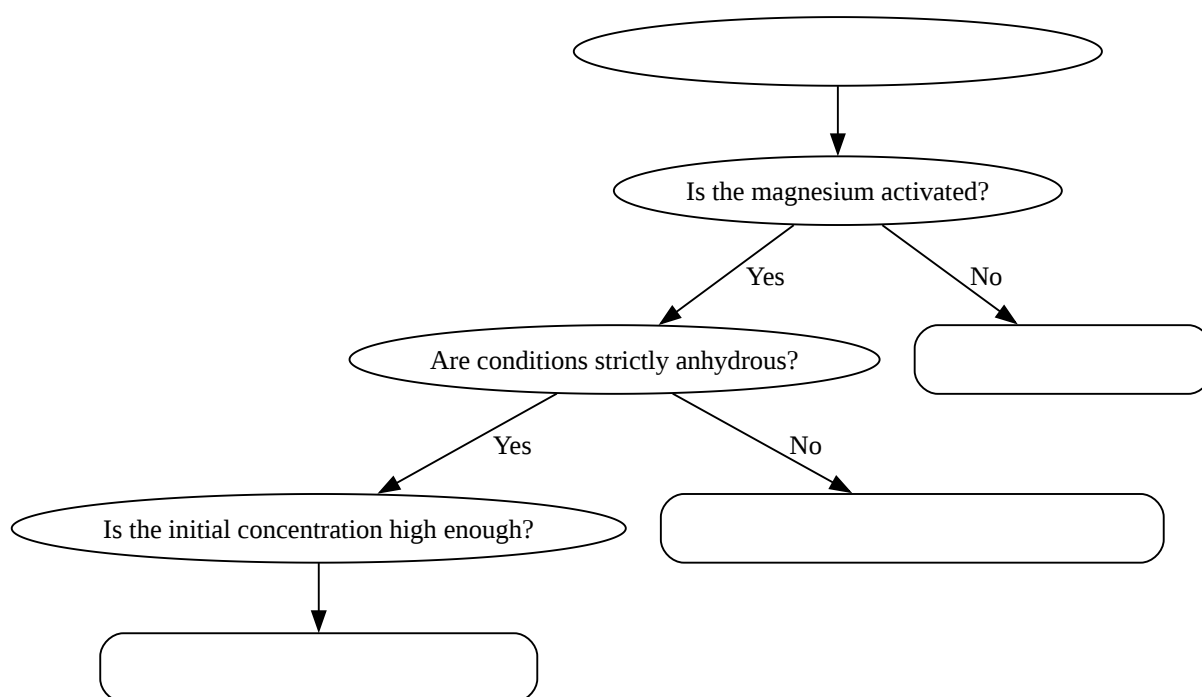 Is the magnesium activated?
Yes
No
Are conditions strictly anhydrous?
Yes
No
Is the initial concentration high enough?